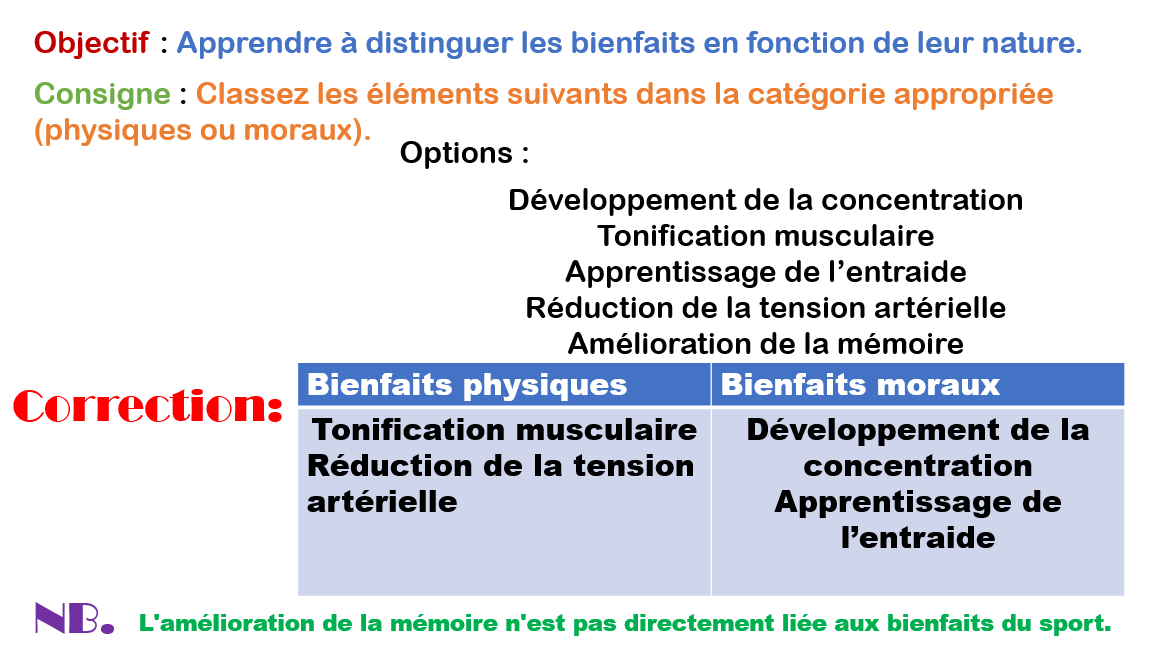 Objectif : Apprendre à distinguer les bienfaits en fonction de leur nature.
Consigne : Classez les éléments suivants dans la catégorie appropriée
(physiques ou moraux).
Options :
Développement de la concentration
Tonification musculaire
Apprentissage de l’entraide
Réduction de la tension artérielle
Amélioration de la mémoire
Correction:
Bienfaits physiques
Tonification musculaire
Réduction de la tension
artérielle
Bienfaits moraux
Développement de la
concentration
Apprentissage de
l’entraide
NB. L'amélioration de la mémoire n'est pas directement liée aux bienfaits du sport.